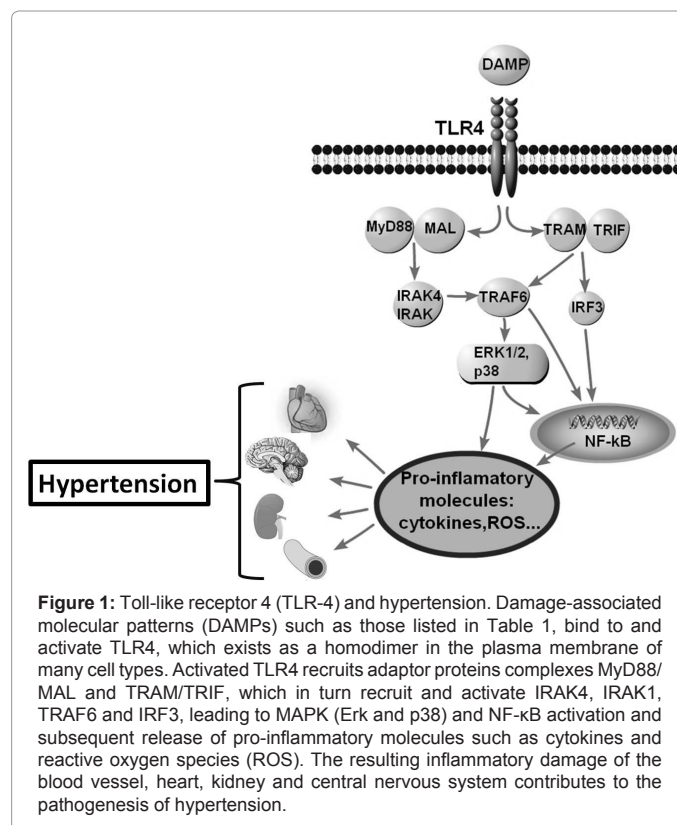 DAMP
TLR4
MyD88
MAL
TRAM
TRIF
IRAK4
IRAK
TRAF6
IRF3
ERK1/2,
p38
NF-kB
Hypertension
Pro-inflamatory
molecules:
cytokines,ROS...
Figure 1: Toll-like receptor 4 (TLR-4) and hypertension. Damage-associated
molecular patterns (DAMPs) such as those listed in Table 1, bind to and
activate TLR4, which exists as a homodimer in the plasma membrane of
many cell types. Activated TLR4 recruits adaptor proteins complexes MyD88/
MAL and TRAM/TRIF, which in turn recruit and activate IRAK4, IRAK1,
TRAF6 and IRF3, leading to MAPK (Erk and p38) and NF-κB activation and
subsequent release of pro-inflammatory molecules such as cytokines and
reactive oxygen species (ROS). The resulting inflammatory damage of the
blood vessel, heart, kidney and central nervous system contributes to the
pathogenesis of hypertension.